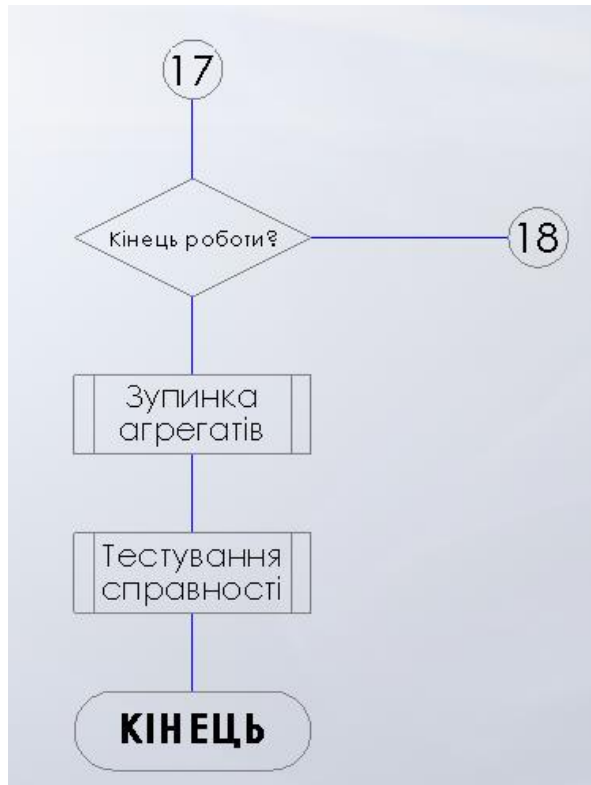 17
Кінець роботи?
18
Зупинка
агрегатів
Тестування
справності
КІНЕЦЬ